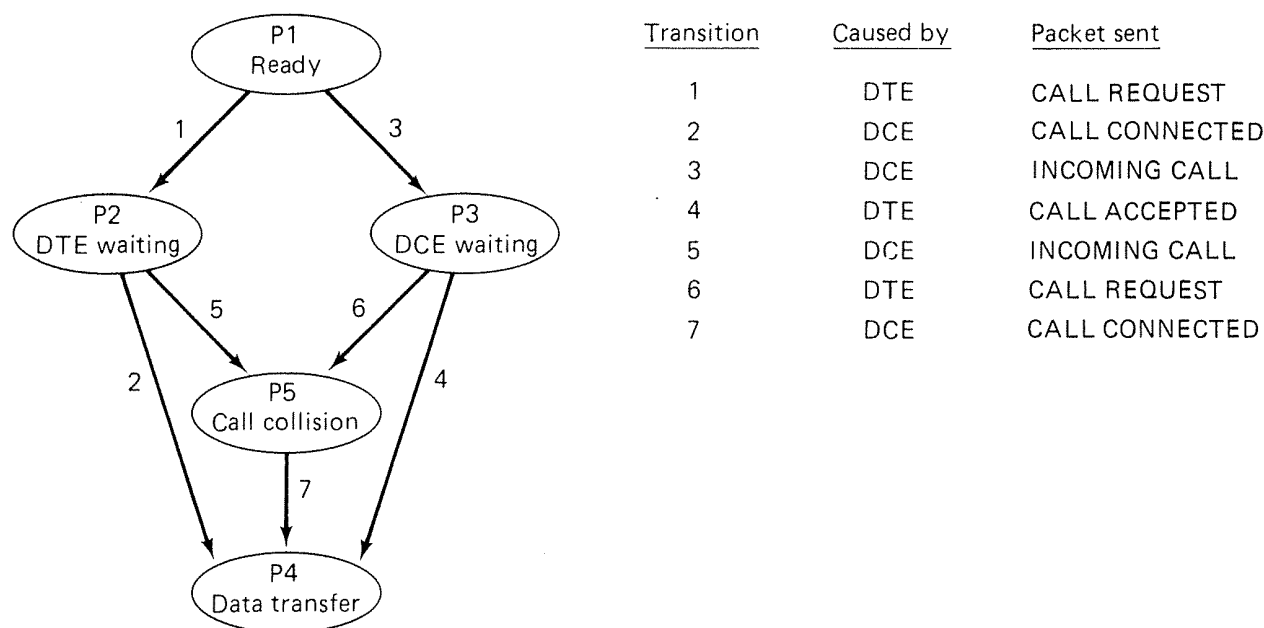 P1
Ready
1
3
P2
DTE waiting
P3
DCE waiting
5
6
2
4
P5
Call collision
7
P4
Data transfer
Transition Caused by Packet sent
1 DTE CALL REQUEST
2 DCE CALL CONNECTED
3 DCE INCOMING CALL
4 DTE CALL ACCEPTED
5 DCE INCOMING CALL
6 DTE CALL REQUEST
7 DCE CALL CONNECTED